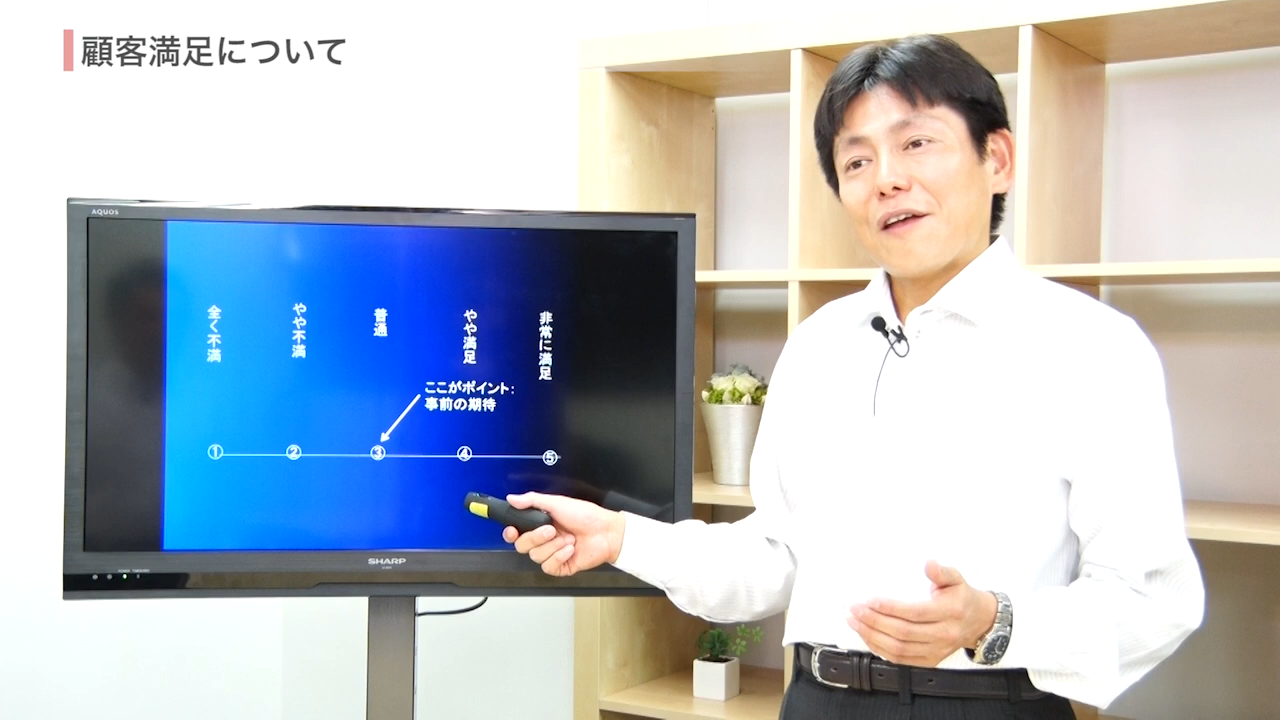 顧客満足について
AQUOS
全く不満
やや不満
普通
やや満足
非常に満足
ここがポイント：
事前の期待
①
②
③
④
⑤
SHARP